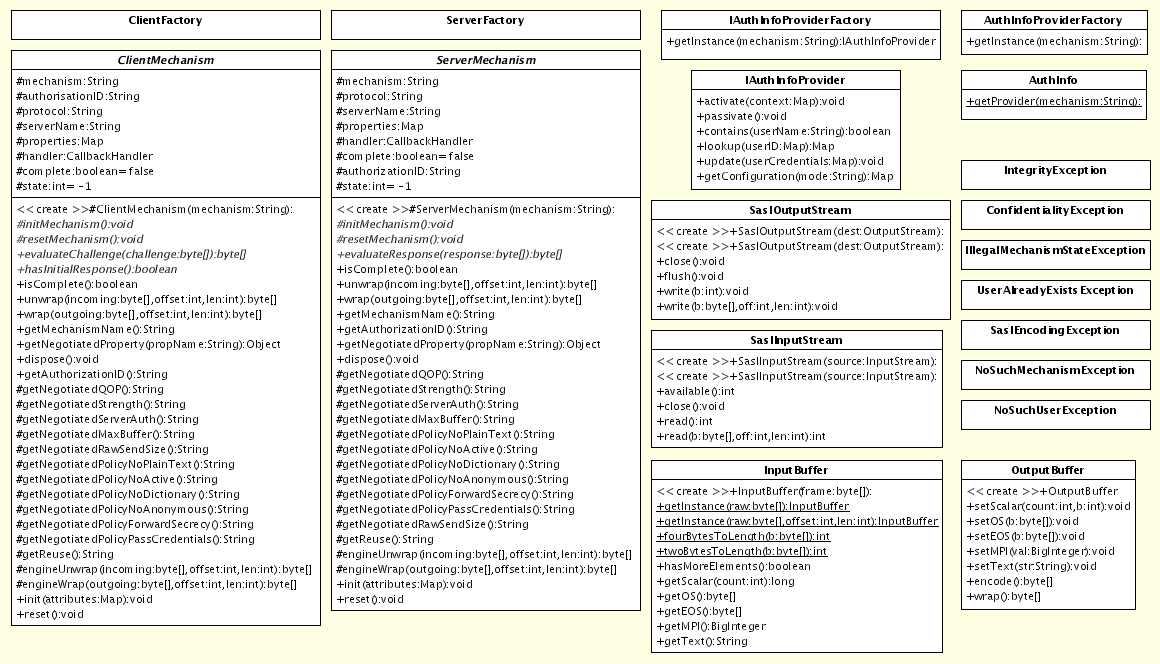 ClientFactory
ClientMechanism
#mechanism:String
#authorisationID:String
#protocol:String
#serverName:String
#properties:Map
#handler:CallbackHandler
#complete:boolean=false
#state:int=-1
<< create >>#ClientMechanism(mechanism:String):
#initMechanism():void
#resetMechanism():void
+evaluateChallenge(challenge:byte[]):byte[]
+hasInitialResponse():boolean
+isComplete():boolean
+unwrap(incoming:byte[],offset:int,len:int):byte[]
+wrap(outgoing:byte[],offset:int,len:int):byte[]
+getMechanismName():String
+getNegotiatedProperty(propName:String):Object
+dispose():void
+getAuthorizationID():String
#getNegotiatedQOP():String
#getNegotiatedStrength():String
#getNegotiatedServerAuth():String
#getNegotiatedMaxBuffer():String
#getNegotiatedRawSendSize():String
#getNegotiatedPolicyNoPlainText():String
#getNegotiatedPolicyNoActive():String
#getNegotiatedPolicyNoDictionary():String
#getNegotiatedPolicyNoAnonymous():String
#getNegotiatedPolicyForwardSecrecy():String
#getNegotiatedPolicyPassCredentials():String
#getReuse():String
#engineUnwrap(incoming:byte[],offset:int,len:int):byte[]
#engineWrap(outgoing:byte[],offset:int,len:int):byte[]
+init(attributes:Map):void
+reset():void
ServerFactory
ServerMechanism
#mechanism:String
#protocol:String
#serverName:String
#properties:Map
#handler:CallbackHandler
#complete:boolean=false
#authorizationID:String
#state:int=-1
<< create >>#ServerMechanism(mechanism:String):
#initMechanism():void
#resetMechanism():void
+evaluateResponse(response:byte[]):byte[]
+isComplete():boolean
+unwrap(incoming:byte[],offset:int,len:int):byte[]
+wrap(outgoing:byte[],offset:int,len:int):byte[]
+getMechanismName():String
+getAuthorizationID():String
+getNegotiatedProperty(propName:String):Object
+dispose():void
#getNegotiatedQOP():String
#getNegotiatedStrength():String
#getNegotiatedServerAuth():String
#getNegotiatedMaxBuffer():String
#getNegotiatedPolicyNoPlainText():String
#getNegotiatedPolicyNoActive():String
#getNegotiatedPolicyNoDictionary():String
#getNegotiatedPolicyNoAnonymous():String
#getNegotiatedPolicyForwardSecrecy():String
#getNegotiatedPolicyPassCredentials():String
#getNegotiatedRawSendSize():String
#getReuse():String
#engineUnwrap(incoming:byte[],offset:int,len:int):byte[]
#engineWrap(outgoing:byte[],offset:int,len:int):byte[]
+init(attributes:Map):void
+reset():void
IAuthInfoProviderFactory
+getInstance(mechanism:String):IAuthInfoProvider
IAuthInfoProvider
+activate(context:Map):void
+passivate():void
+contains(userName:String):boolean
+lookup(userID:Map):Map
+update(userCredentials:Map):void
+getConfiguration(mode:String):Map
SaslOutputStream
<< create >>+SaslOutputStream(dest:OutputStream):
<< create >>+SaslOutputStream(dest:OutputStream):
+close():void
+flush():void
+write(b:int):void
+write(b:byte[],off:int,len:int):void
SaslInputStream
<< create >>+SaslInputStream(source:InputStream):
<< create >>+SaslInputStream(source:InputStream):
+available():int
+close():void
+read():int
+read(b:byte[],off:int,len:int):int
InputBuffer
<< create >>+InputBuffer(frame:byte[]):
+getInstance(raw:byte[]):InputBuffer
+getInstance(raw:byte[],offset:int,len:int):InputBuffer
+fourBytesToLength(b:byte[]):int
+twoBytesToLength(b:byte[]):int
+hasMoreElements():boolean
+getScalar(count:int):long
+getOS():byte[]
+getEOS():byte[]
+getMPI():BigInteger
+getText():String
AuthInfoProviderFactory
+getInstance(mechanism:String):
AuthInfo
+getProvider(mechanism:String):
IntegrityException
ConfidentialityException
IllegalMechanismStateException
UserAlreadyExistsException
SaslEncodingException
NoSuchMechanismException
NoSuchUserException
OutputBuffer
<< create >>+OutputBuffer
+setScalar(count:int,b:int):void
+setOS(b:byte[]):void
+setEOS(b:byte[]):void
+setMPI(val:BigInteger):void
+setText(str:String):void
+encode():byte[]
+wrap():byte[]